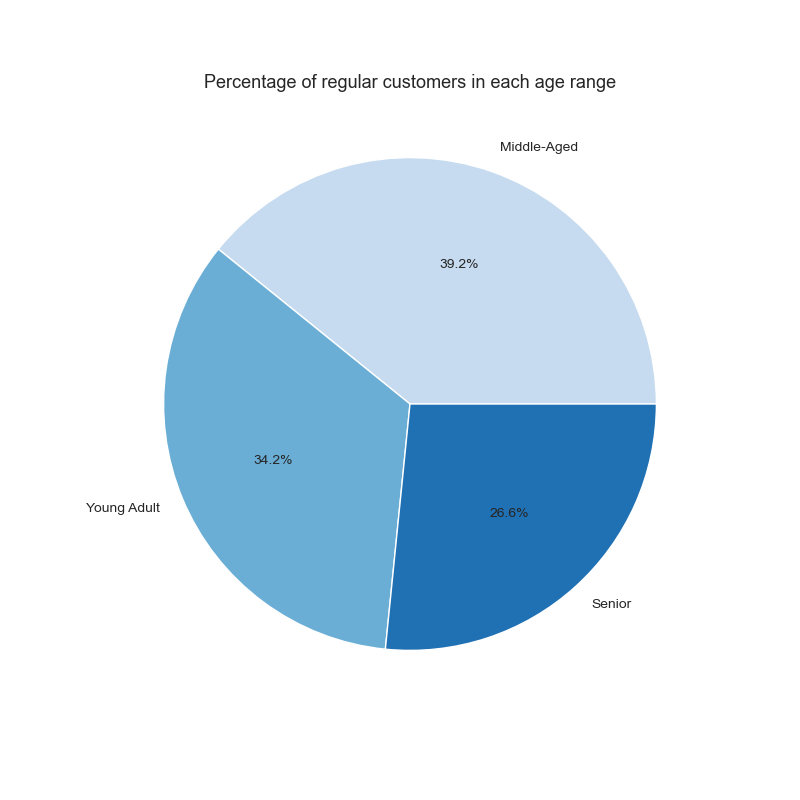 Percentage of regular customers in each age range
Middle-Aged
39.2%
34.2%
Young Adult
26.6%
Senior